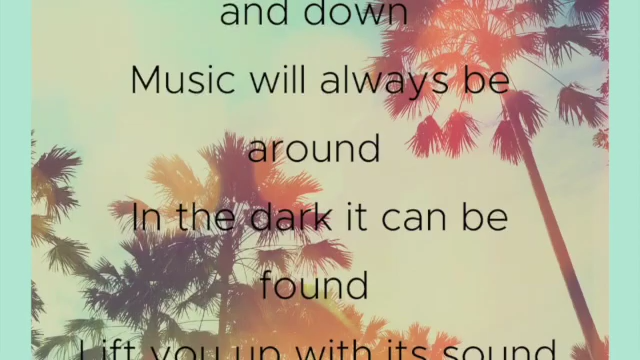 and down
Music will always be
around
In the dark it can be
found
Lift you up with its sound